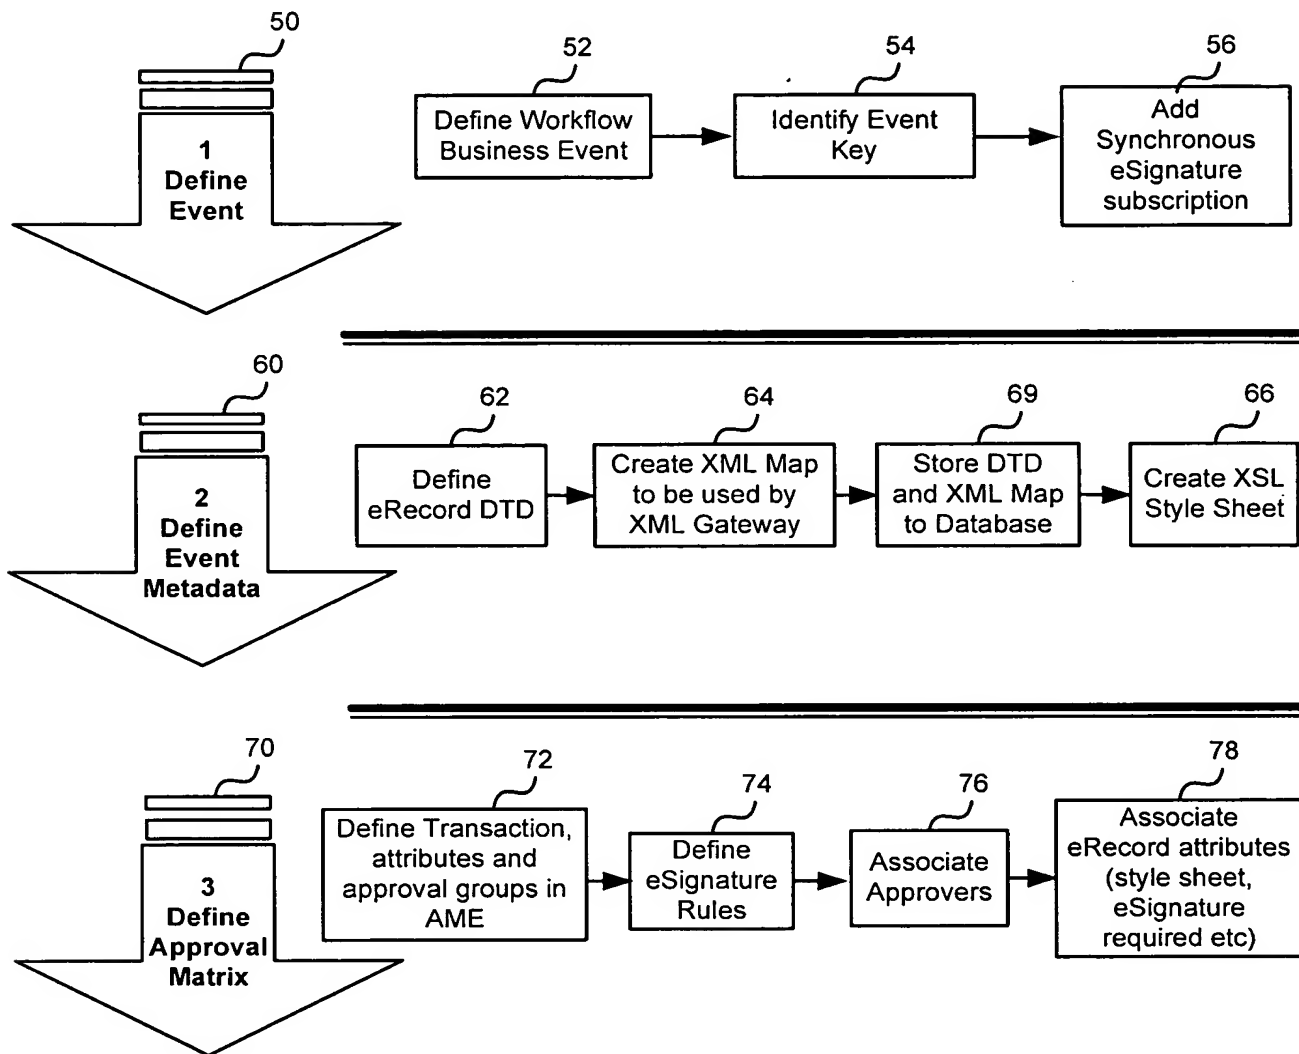 50
52
54
56
1
Define
Event
Define Workflow
Business Event
Identify Event
Key
Add
Synchronous
eSignature
subscription
60
62
64
69
66
2
Define
Event
Metadata
Define
eRecord DTD
Create XML Map
to be used by
XML Gateway
Store DTD
and XML Map
to Database
Create XSL
Style Sheet
70
72
74
76
78
3
Define
Approval
Matrix
Define Transaction,
attributes and
approval groups in
AME
Define
eSignature
Rules
Associate
Approvers
Associate
eRecord attributes
(style sheet,
eSignature
required etc)